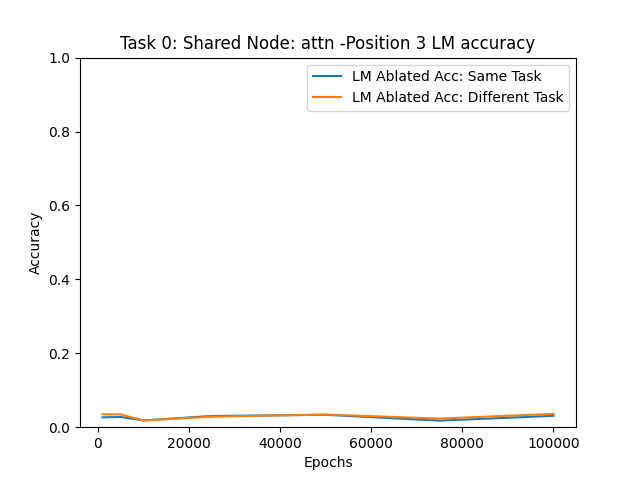 Task 0: Shared Node: attn -Position 3 LM accuracy
LM Ablated Acc: Same Task
LM Ablated Acc: Different Task
1.0
0.8
0.6
0.4
0.2
0.0
Accuracy
0 20000 40000 60000 80000 100000
Epochs